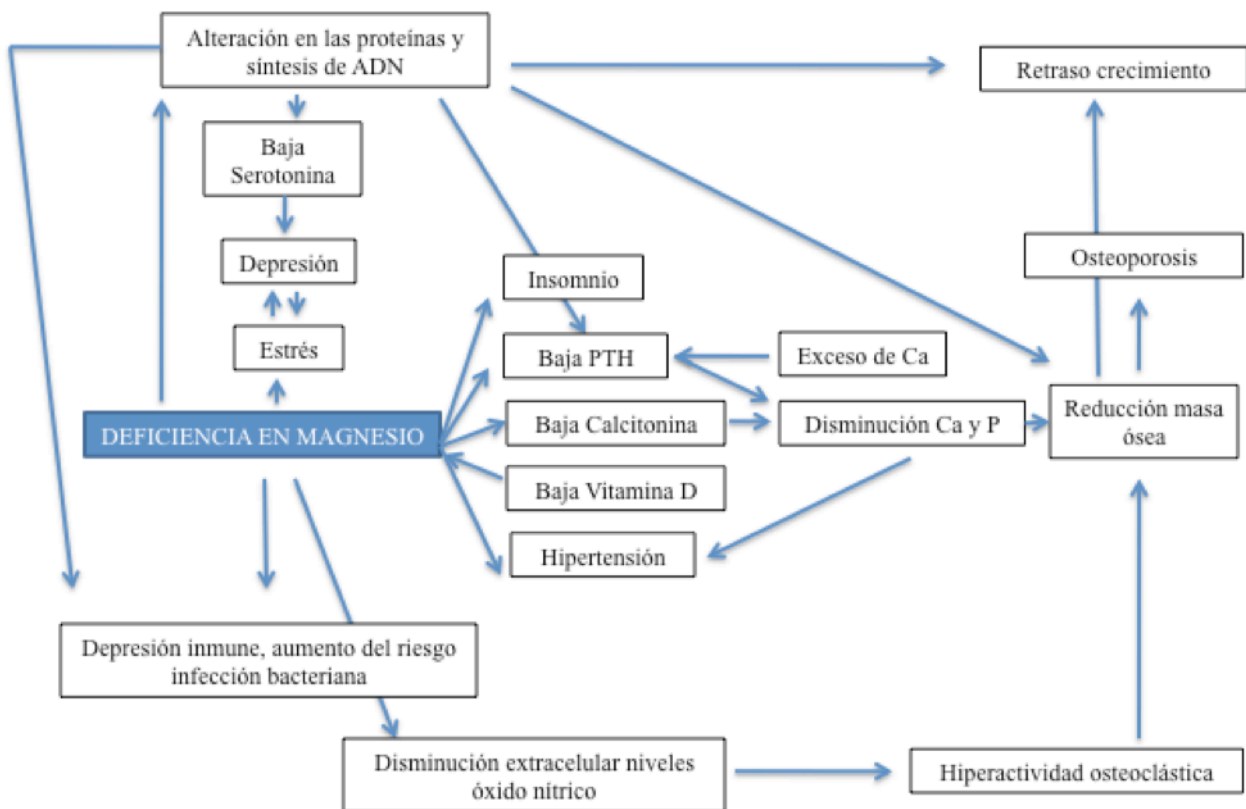 Alteración en las proteínas y
síntesis de ADN
Retraso crecimiento
Baja
Serotonina
Depresión
Insomnio
Osteoporosis
Estrés
Baja PTH
Exceso de Ca
DEFICIENCIA EN MAGNESIO
Baja Calcitonina
Disminución Ca y P
Reducción masa
ósea
Baja Vitamina D
Hipertensión
Depresión inmune, aumento del riesgo
infección bacteriana
Disminución extracelular niveles
óxido nítrico
Hiperactividad osteoclástica